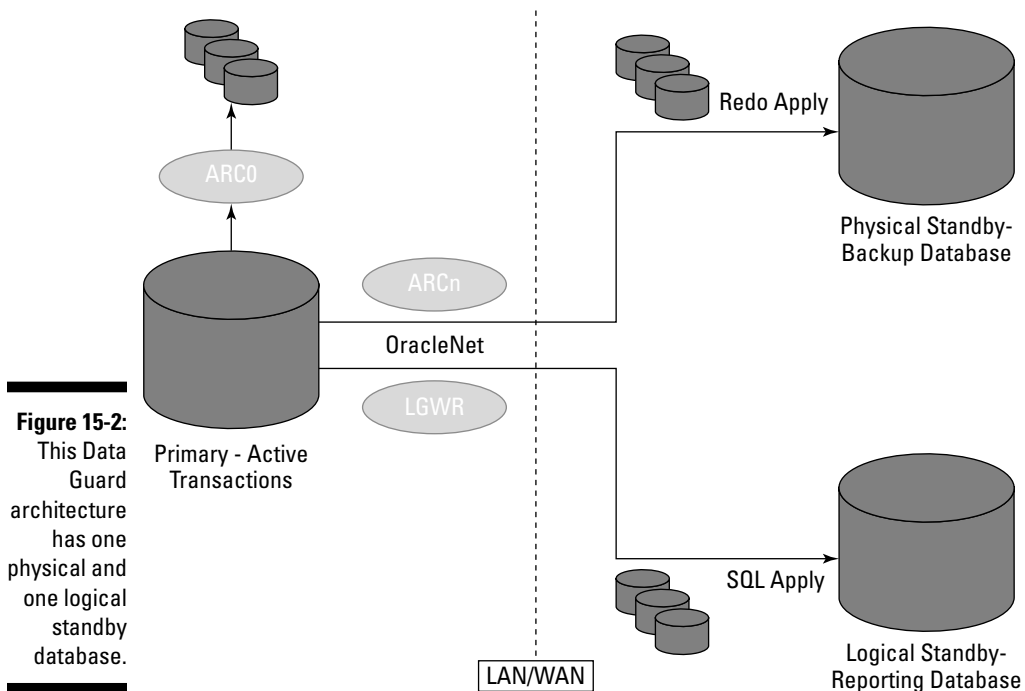 ARC0
Redo Apply
Physical Standby-
Backup Database
ARCn
OracleNet
LGWR
Primary - Active
Transactions
Figure 15-2:
This Data
Guard
architecture
has one
physical and
one logical
standby
database.
SQL Apply
Logical Standby-
Reporting Database
LAN/WAN